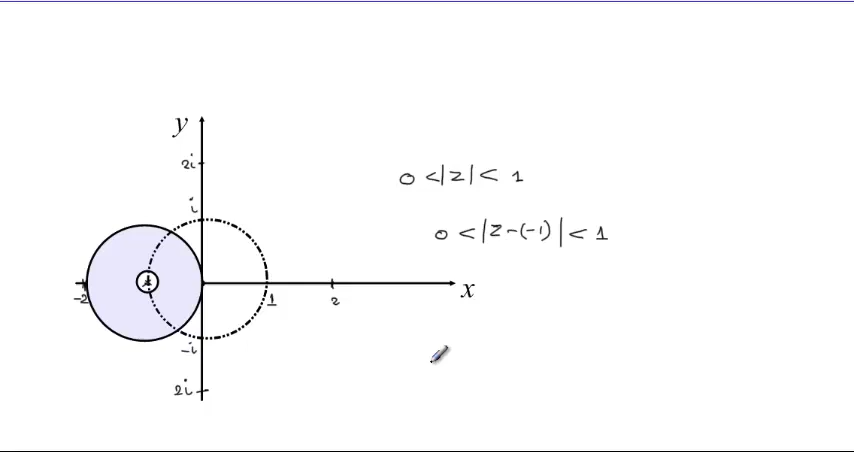 y
2i
0 < |z| < 1
i
0 < |z-(-1)| < 1
-2
1
2
x
-i
2i